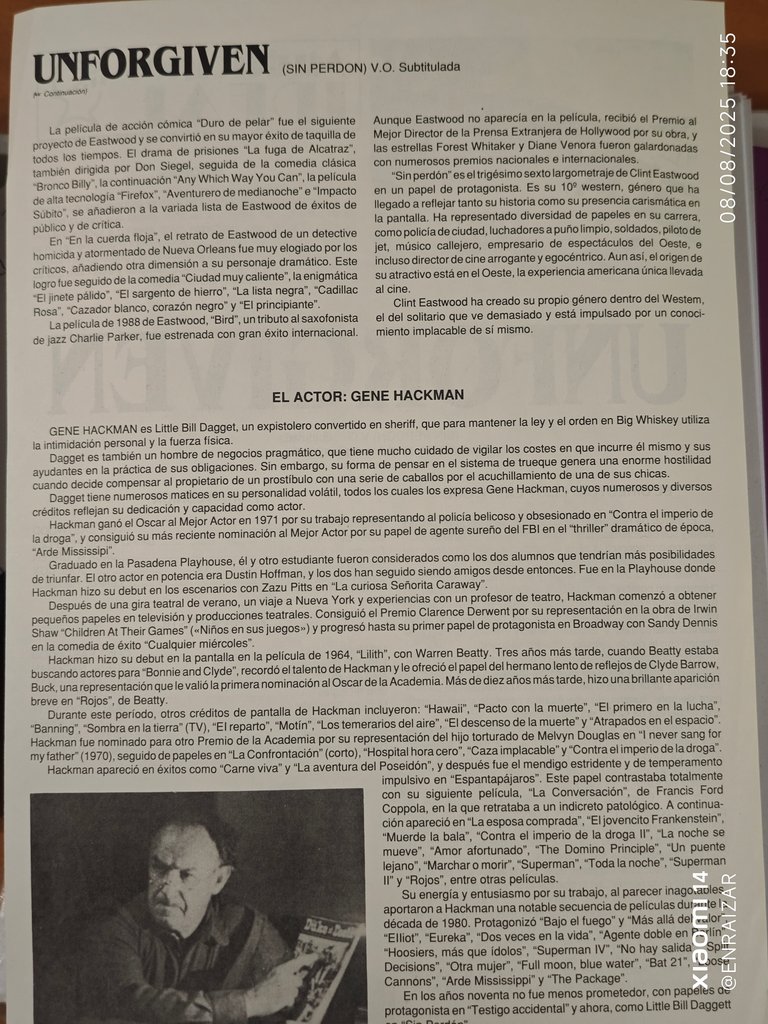 UNFORGIVEN (SIN PERDON) V.O. Subtitulada
Continuación)
La película de acción cómica “Duro de pelar” fue el siguiente
proyecto de Eastwood y se convirtió en su mayor éxito de taquilla de
todos los tiempos. El drama de prisiones “La fuga de Alcatraz”,
también dirigida por Don Siegel, seguida de la comedia clásica
“Bronco Billy”, la continuación “Any Which Way You Can”, la película
de alta tecnología “Firefox”, “Aventurero de medianoche” e “Impacto
Súbito”, se añadieron a la variada lista de Eastwood de éxitos de
público y de crítica.
En “En la cuerda floja”, el retrato de Eastwood de un detective
homicida y atormentado de Nueva Orleans fue muy elogiado por los
críticos, añadiendo otra dimensión a su personaje dramático. Este
logro fue seguido de la comedia “Ciudad muy caliente”, la enigmática
“El jinete pálido”, “El sargento de hierro”, “La lista negra”, “Cadillac
Rosa”, “Cazador blanco, corazón negro” y “El principiante”.
La película de 1988 de Eastwood, “Bird”, un tributo al saxofonista
de jazz Charlie Parker, fue estrenada con gran éxito internacional.
Aunque Eastwood no aparecía en la película, recibió el Premio al
Mejor Director de la Prensa Extranjera de Hollywood por su obra, y
las estrellas Forest Whitaker y Diane Venora fueron galardonadas
con numerosos premios nacionales e internacionales.
“Sin perdón” es el trigésimo sexto largometraje de Clint Eastwood
en un papel de protagonista. Es su 10º western, género que ha
llegado a reflejar tanto su historia como su presencia carismática en
la pantalla. Ha representado diversidad de papeles en su carrera,
como policía de ciudad, luchadores a puño limpio, soldados, piloto de
jet, músico callejero, empresario de espectáculos del Oeste, e
incluso director de cine arrogante y egocéntrico. Aun así, el origen de
su atractivo está en el Oeste, la experiencia americana única llevada
al cine.
Clint Eastwood ha creado su propio género dentro del Western,
el del solitario que ve demasiado y está impulsado por un conoci-
miento implacable de sí mismo.
EL ACTOR: GENE HACKMAN
GENE HACKMAN es Little Bill Dagget, un expistolero convertido en sheriff, que para mantener la ley y el orden en Big Whiskey utiliza
la intimidación personal y la fuerza física.
Dagget es también un hombre de negocios pragmático, que tiene mucho cuidado de vigilar los costes en que incurre él mismo y sus
ayudantes en la práctica de sus obligaciones. Sin embargo, su forma de pensar en el sistema de trueque genera una enorme hostilidad
cuando decide compensar al propietario de un prostíbulo con una serie de caballos por el acuchillamiento de una de sus chicas.
Dagget tiene numerosos matices en su personalidad volátil, todos los cuales los expresa Gene Hackman, cuyos numerosos y diversos
créditos reflejan su dedicación y capacidad como actor.
Hackman ganó el Oscar al Mejor Actor en 1971 por su trabajo representando al policía belicoso y obsesionado en “Contra el imperio de
la droga”, y consiguió su más reciente nominación al Mejor Actor por su papel de agente sureño del FBI en el “thriller” dramático de época,
“Arde Mississipi”.
Graduado en la Pasadena Playhouse, él y otro estudiante fueron considerados como los dos alumnos que tendrían más posibilidades
de triunfar. El otro actor en potencia era Dustin Hoffman, y los dos han seguido siendo amigos desde entonces. Fue en la Playhouse donde
Hackman hizo su debut en los escenarios con Zazu Pitts en “La curiosa Señorita Caraway”.
Después de una gira teatral de verano, un viaje a Nueva York y experiencias con un profesor de teatro, Hackman comenzó a obtener
pequeños papeles en televisión y producciones teatrales. Consiguió el Premio Clarence Derwent por su representación en la obra de Irwin
Shaw “Children At Their Games” («Niños en sus juegos») y progresó hasta su primer papel de protagonista en Broadway con Sandy Dennis
en la comedia de éxito “Cualquier miércoles”.
Hackman hizo su debut en la pantalla en la película de 1964, “Lilith”, con Warren Beatty. Tres años más tarde, cuando Beatty estaba
buscando actores para “Bonnie and Clyde”, recordó el talento de Hackman y le ofreció el papel del hermano lento de reflejos de Clyde Barrow,
Buck, una representación que le valió la primera nominación al Oscar de la Academia. Más de diez años más tarde, hizo una brillante aparición
breve en “Rojos”, de Beatty.
Durante este período, otros créditos de pantalla de Hackman incluyeron: “Hawaii”, “Pacto con la muerte”, “El primero en la lucha”,
“Banning”, “Sombra en la tierra” (TV), “El reparto”, “Motín”, “Los temerarios del aire”, “El descenso de la muerte” y “Atrapados en el espacio”.
Hackman fue nominado para otro Premio de la Academia por su representación del hijo torturado de Melvyn Douglas en “I never sang for
my father” (1970), seguido de papeles en “La Confrontación” (corto), “Hospital hora cero”, “Caza implacable” y “Contra el imperio de la droga”.
Hackman apareció en éxitos como “Carne viva” y “La aventura del Poseidón”, y después fue el mendigo estridente y de temperamento
impulsivo en “Espantapájaros”. Este papel contrastaba totalmente
con su siguiente película, “La Conversación”, de Francis Ford
Coppola, en la que retrataba a un indicreto patológico. A continua-
ción apareció en “La esposa comprada”, “El jovencito Frankenstein”,
“Muerde la bala”, “Contra el imperio de la droga II”, “La noche se
mueve”, “Amor afortunado”, “The Domino Principle”, “Un puente
lejano”, “Marchar o morir”, “Superman”, “Toda la noche”, “Superman
II” y “Rojos”, entre otras películas.
Su energía y entusiasmo por su trabajo, al parecer inagotables,
aportaron a Hackman una notable secuencia de películas durante la
década de 1980. Protagonizó “Bajo el fuego” y “Más allá del valor”,
“Elliot”, “Eureka”, “Dos veces en la vida”, “Agente doble en Berlín”,
“Hoosiers, más que ídolos”, “Superman IV”, “No hay salida”, “Split
Decisions”, “Otra mujer”, “Full moon, blue water”, “Bat 21”, “Loose
Cannons”, “Arde Mississippi” y “The Package”.
En los años noventa no fue menos prometedor, con papeles de
protagonista en “Testigo accidental” y ahora, como Little Bill Daggett
en “Sin Perdón”.
08/08/2025 18:35
xiaomi 14
@ENRAIZAR